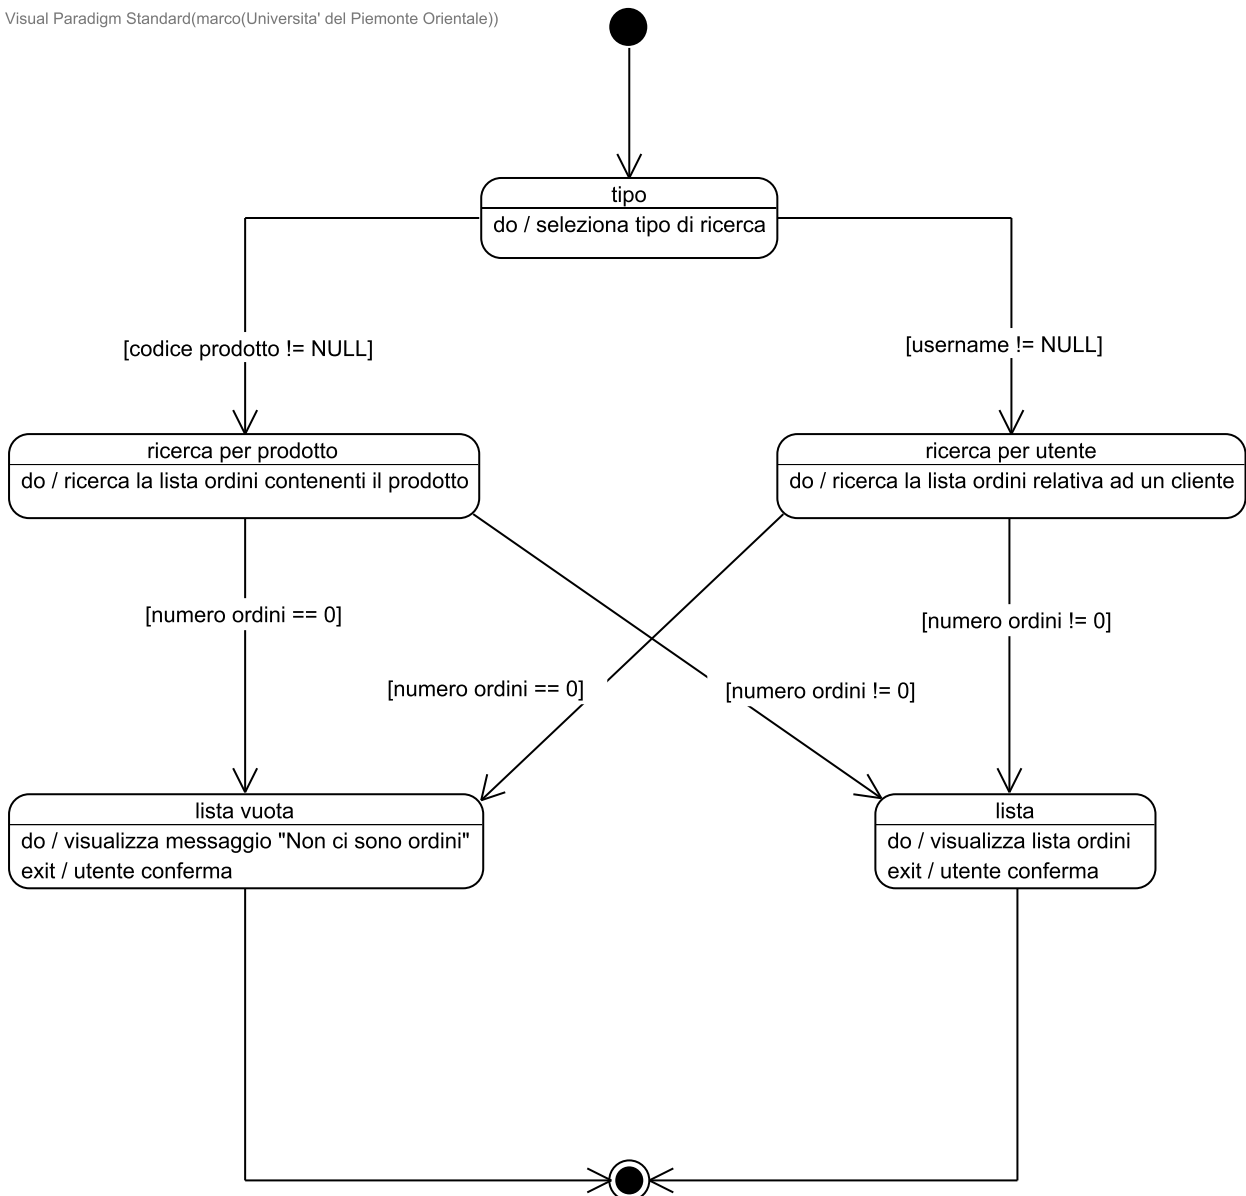 Visual Paradigm Standard(marco(Universita' del Piemonte Orientale))
tipo
do / seleziona tipo di ricerca
[codice prodotto != NULL]
[username != NULL]
ricerca per prodotto
do / ricerca la lista ordini contenenti il prodotto
ricerca per utente
do / ricerca la lista ordini relativa ad un cliente
[numero ordini == 0]
[numero ordini != 0]
[numero ordini == 0]
[numero ordini != 0]
lista vuota
do / visualizza messaggio "Non ci sono ordini"
exit / utente conferma
lista
do / visualizza lista ordini
exit / utente conferma